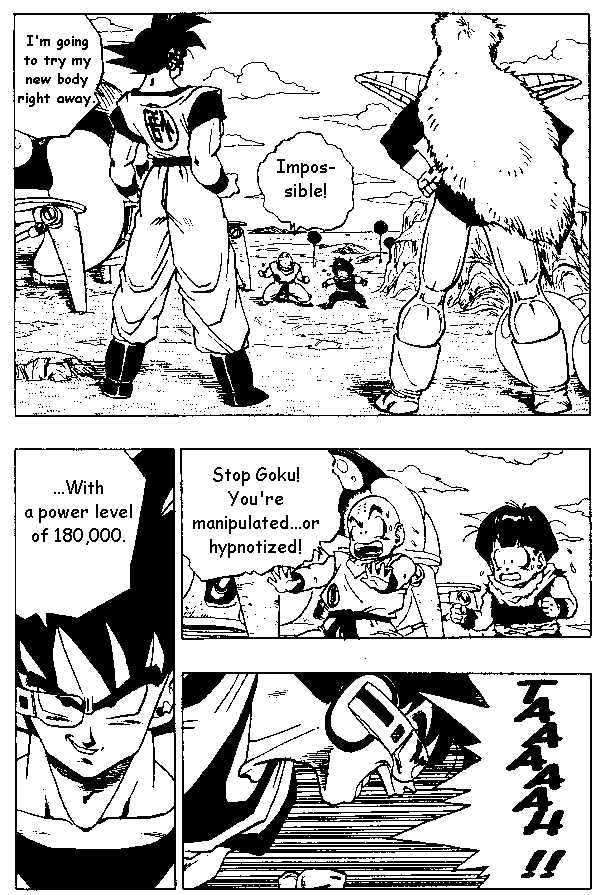 I'm going
to try my
new body
right away.
Impos-
sible!
...With
a power level
of 180,000.
Stop Goku!
You're
manipulated...or
hypnotized!
TAAAAH!!